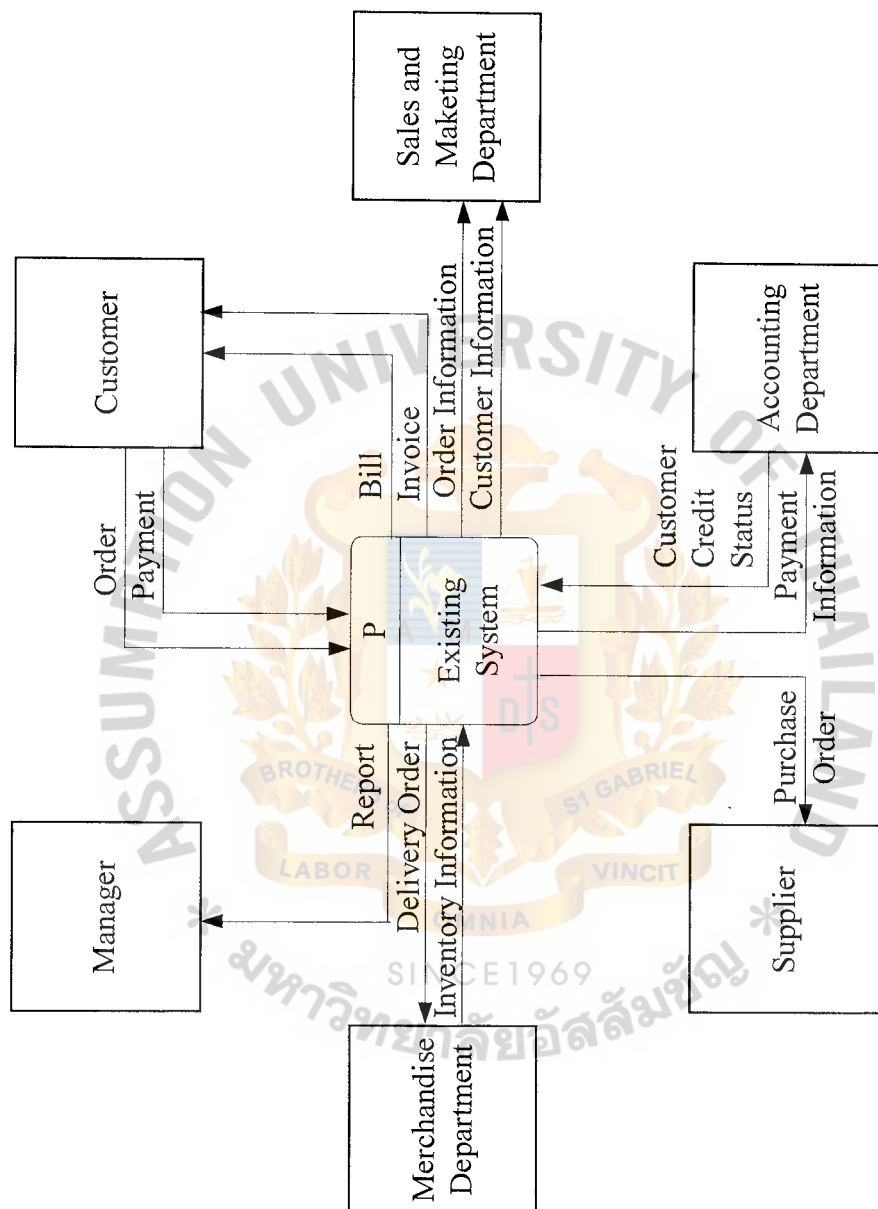 Manager
Customer
Report
Delivery Order
Inventory Information
Order
Payment
Bill
Invoice
Order Information
Customer Information
Merchandise
Department
P
Existing
System
Sales and
Maketing
Department
Purchase
Order
Customer
Credit
Status
Payment
Information
Supplier
Accounting
Department
ASSUMPTION UNIVERSITY OF THAILAND
BROTHERS
ST GABRIEL
A M
D S
LABOR
OMNIA
VINCIT
SINCE1969
* มหาวิทยาลัยอัสสัมชัญ *